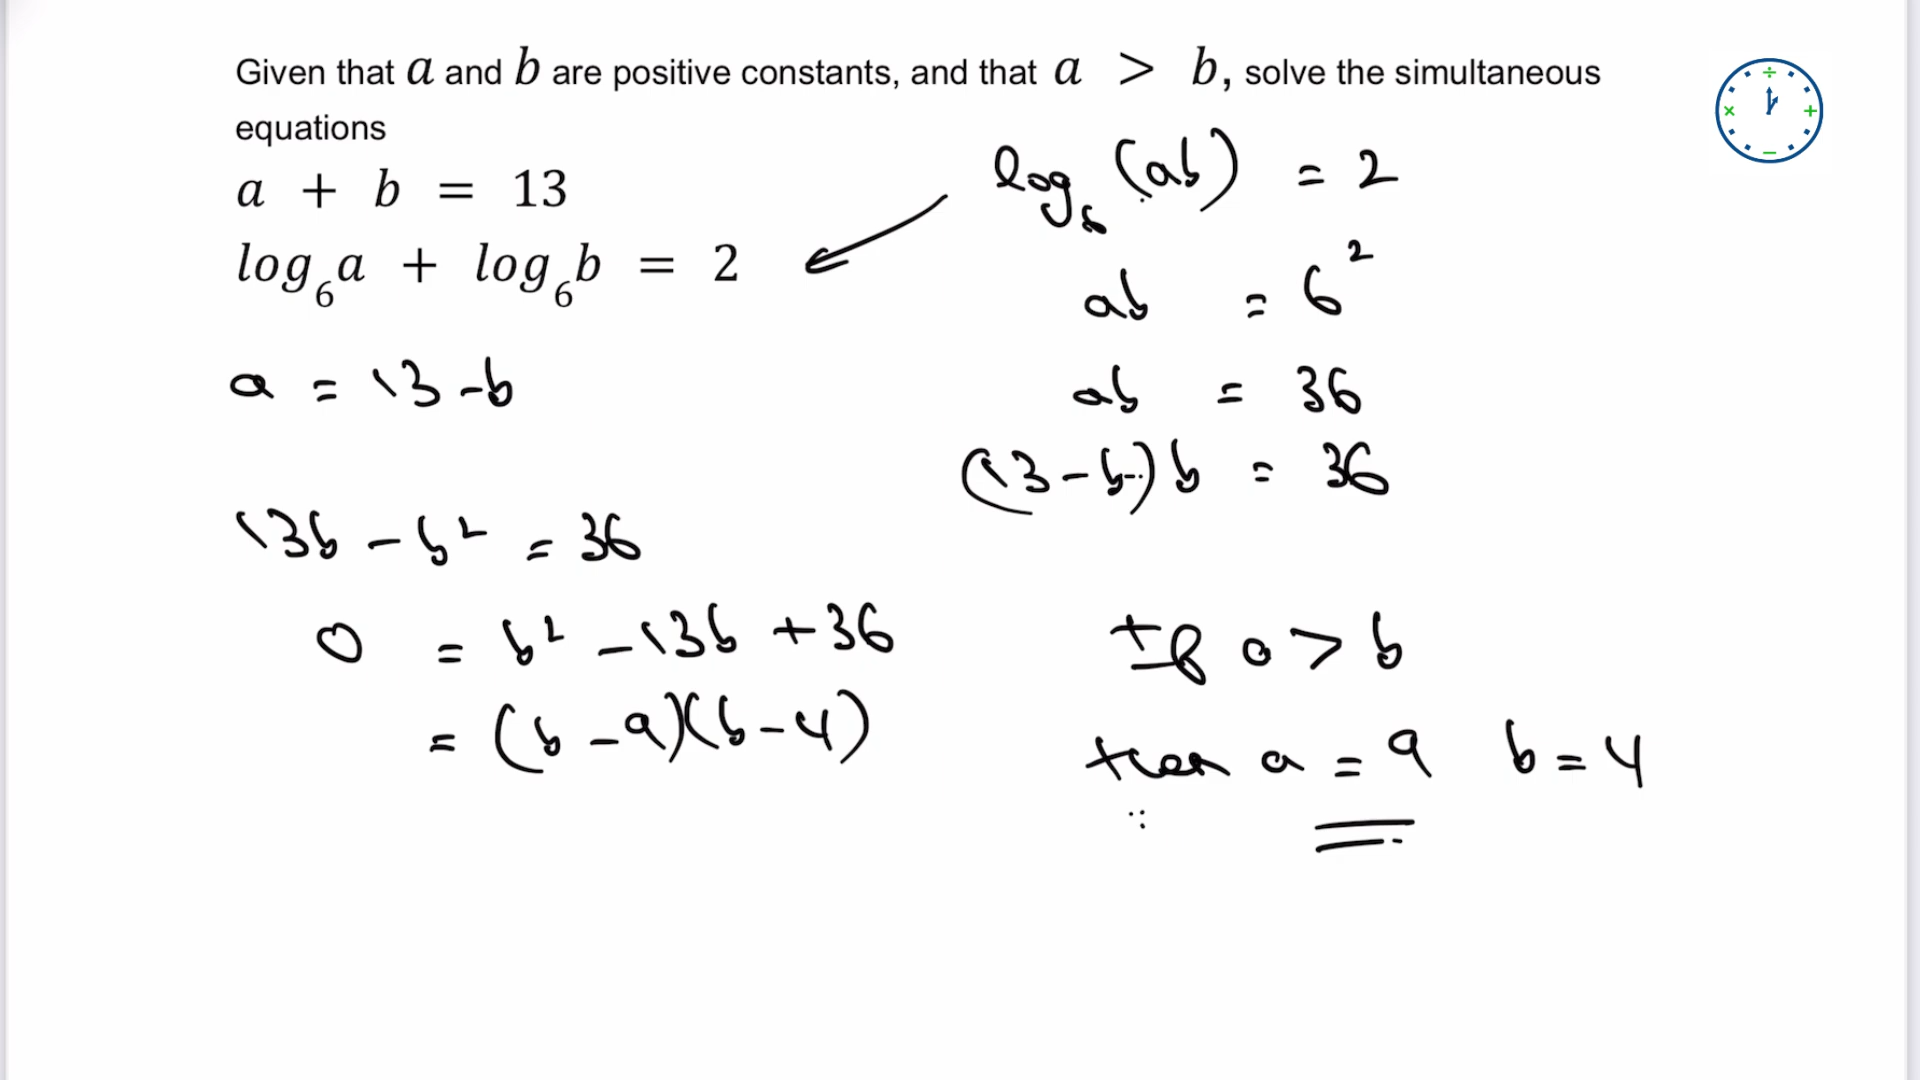 Given that a and b are positive constants, and that a > b, solve the simultaneous
equations
a + b = 13
log₆a + log₆b = 2
log₆(ab) = 2
ab = 6²
ab = 36
(13-b)b = 36
a = 13-b
13b - b² = 36
0 = b² - 13b + 36
= (b-9)(b-4)
If a > b
then a = 9 b = 4